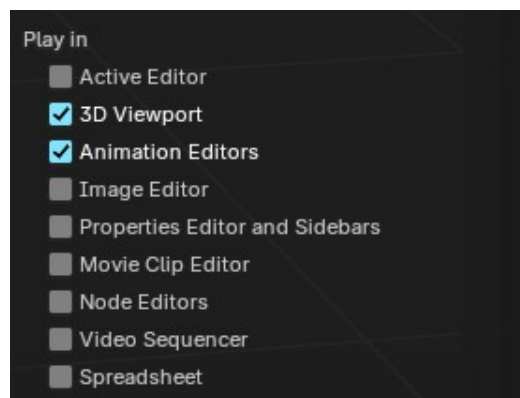 Play in
Active Editor
3D Viewport
Animation Editors
Image Editor
Properties Editor and Sidebars
Movie Clip Editor
Node Editors
Video Sequencer
Spreadsheet